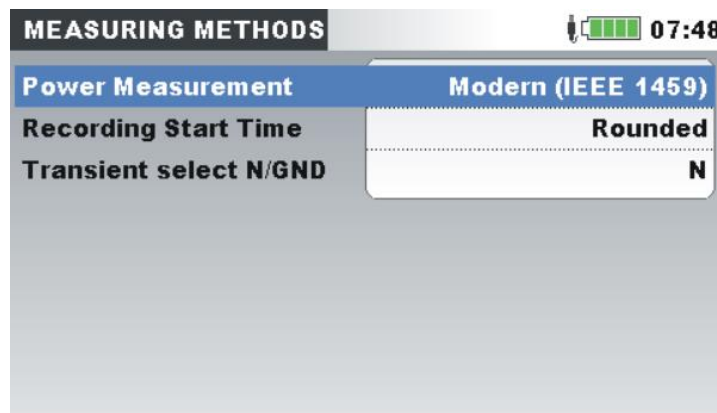 MEASURING METHODS 07:48
Power Measurement Modern (IEEE 1459)
Recording Start Time Rounded
Transient select N/GND N